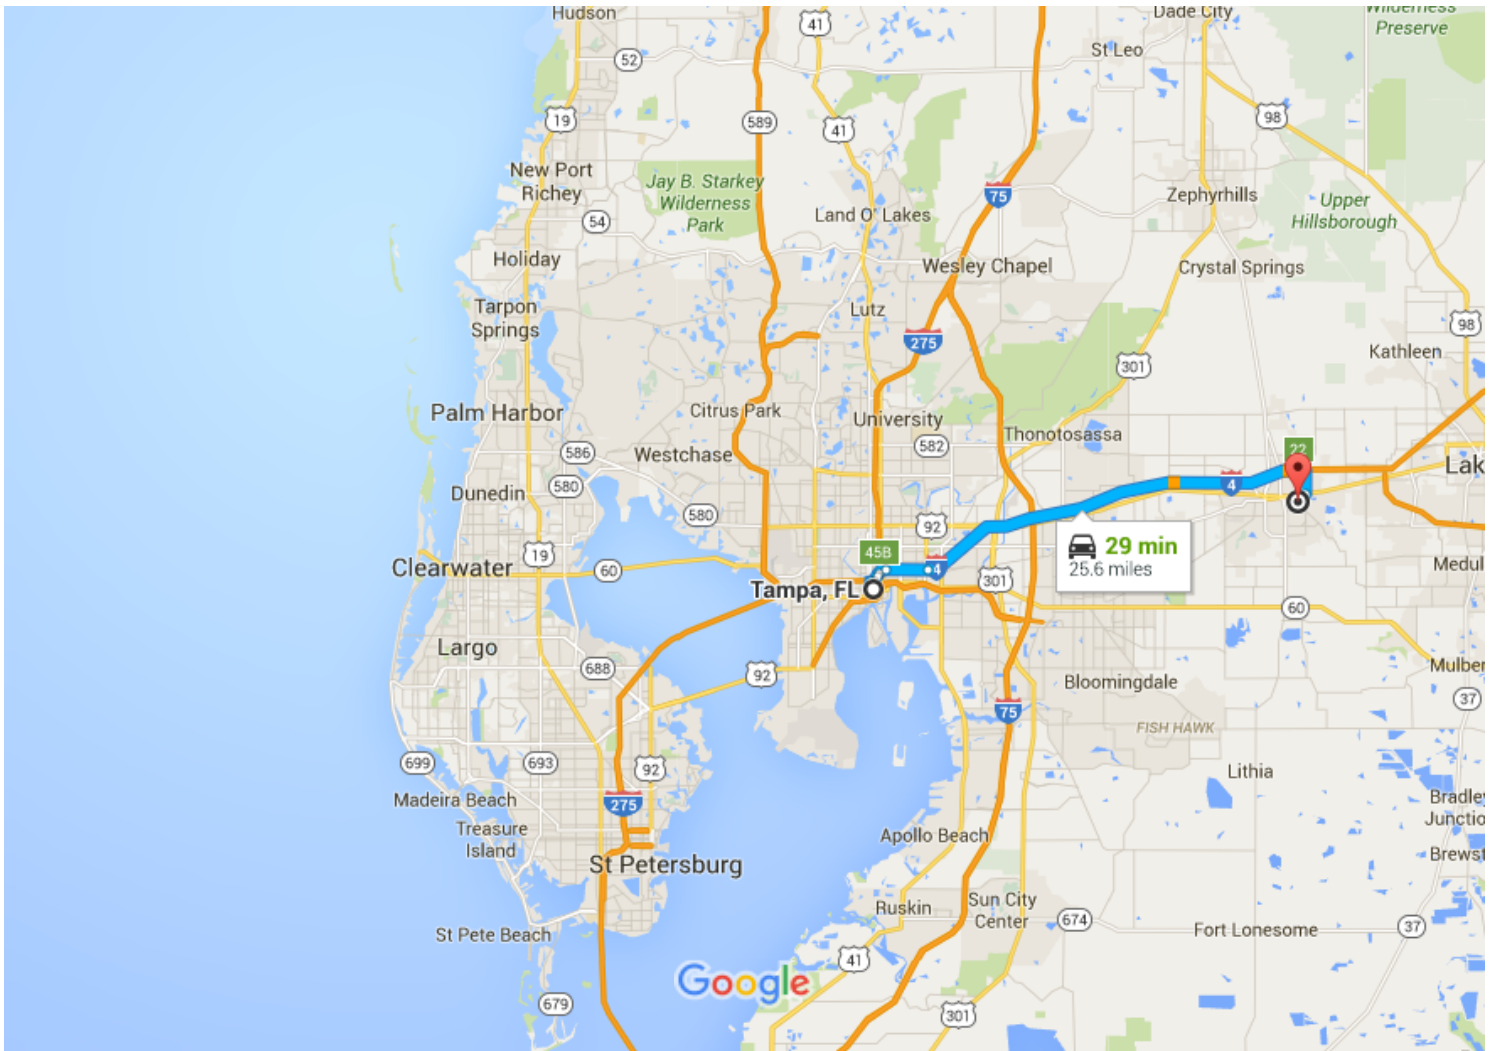 Hudson
41
Dade City
Wilderness
Preserve
St Leo
52
19
589
41
98
New Port
Richey
Jay B. Starkey
Wilderness
Park
75
Zephyrhills
Upper
Hillsborough
54
Land O' Lakes
Holiday
Wesley Chapel
Crystal Springs
Tarpon
Springs
Lutz
275
98
Kathleen
301
Palm Harbor
Citrus Park
University
Thonotosassa
582
22
586
Westchase
Lak
580
Dunedin
4
580
92
19
45B
29 min
25.6 miles
Clearwater
60
4
301
Medul
Tampa, FL
60
Largo
688
92
Bloomingdale
Mulber
37
75
FISH HAWK
699
693
92
Lithia
275
Madeira Beach
Bradley
Junctio
Treasure
Island
Apollo Beach
Brewst
St Petersburg
Ruskin
Sun City
Center
674
Fort Lonesome
37
St Pete Beach
41
Google
679
301